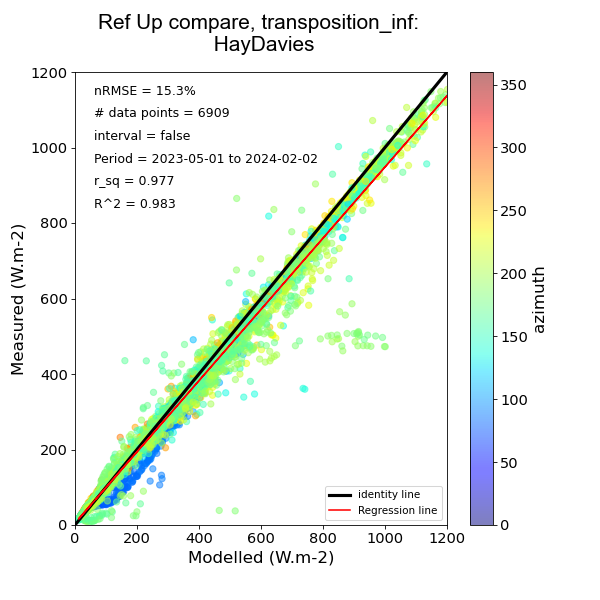 Ref Up compare, transposition_inf:
HayDavies
nRMSE = 15.3%
# data points = 6909
interval = false
Period = 2023-05-01 to 2024-02-02
r_sq = 0.977
R^2 = 0.983
1200
1000
800
600
400
200
0
Measured (W.m-2)
0 200 400 600 800 1000 1200
Modelled (W.m-2)
identity line
Regression line
350
300
250
200
150
100
50
0
azimuth